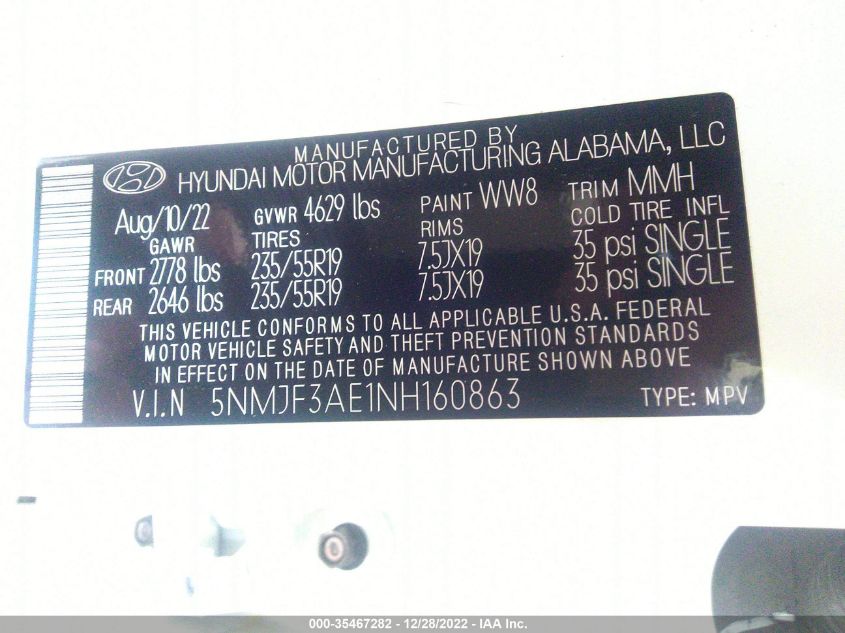 MANUFACTURED BY
HYUNDAI MOTOR MANUFACTURING ALABAMA, LLC
Aug/10/22 GVWR 4629 lbs PAINT WW8 TRIM MMH
GAWR TIRES RIMS COLD TIRE INFL
FRONT 2778 lbs 235/55R19 7.5JX19 35 psi SINGLE
REAR 2646 lbs 235/55R19 7.5JX19 35 psi SINGLE
THIS VEHICLE CONFORMS TO ALL APPLICABLE U.S.A. FEDERAL
MOTOR VEHICLE SAFETY AND THEFT PREVENTION STANDARDS
IN EFFECT ON THE DATE OF MANUFACTURE SHOWN ABOVE
V.I.N 5NMJF3AE1NH160863 TYPE: MPV
000-35467282 - 12/28/2022 - IAA Inc.